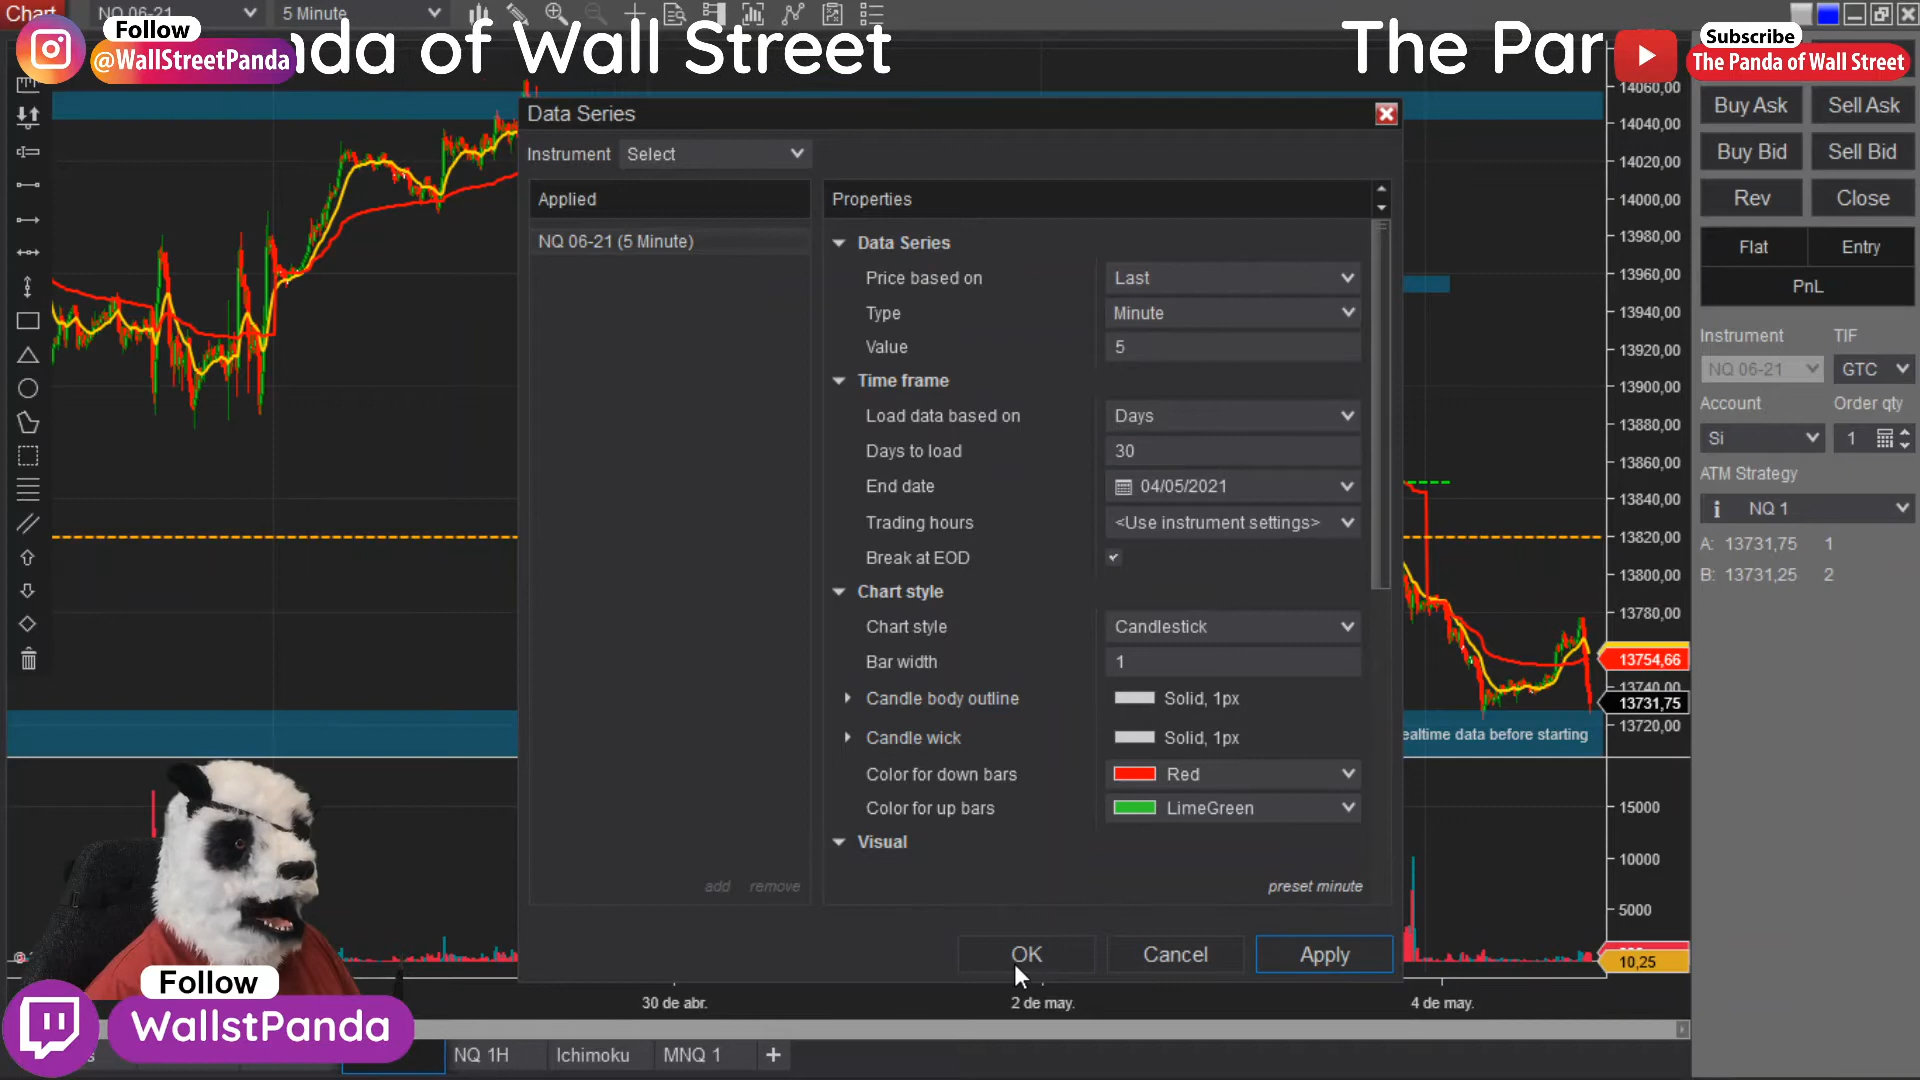 Chart
NQ 06-21
5 Minute
Follow
@WallStreetPanda
nda of Wall Street
The Par
Subscribe
The Panda of Wall Street
Data Series
Instrument Select
Applied
NQ 06-21 (5 Minute)
add remove
Properties
Data Series
Price based on Last
Type Minute
Value 5
Time frame
Load data based on Days
Days to load 30
End date 04/05/2021
Trading hours <Use instrument settings>
Break at EOD
Chart style
Chart style Candlestick
Bar width 1
Candle body outline Solid, 1px
Candle wick Solid, 1px
Color for down bars Red
Color for up bars LimeGreen
Visual
preset minute
OK Cancel Apply
14060,00
14040,00
14020,00
14000,00
13980,00
13960,00
13940,00
13920,00
13900,00
13880,00
13860,00
13840,00
13820,00
13800,00
13780,00
13754,66
13740,00
13731,75
13720,00
ealtime data before starting
15000
10000
5000
10,25
Buy Ask Sell Ask
Buy Bid Sell Bid
Rev Close
Flat Entry
PnL
Instrument TIF
NQ 06-21 GTC
Account Order qty
Si 1
ATM Strategy
NQ 1
A: 13731,75 1
B: 13731,25 2
30 de abr.
2 de may.
4 de may.
Follow
WallstPanda
s
NQ 1H
Ichimoku
MNQ 1
+